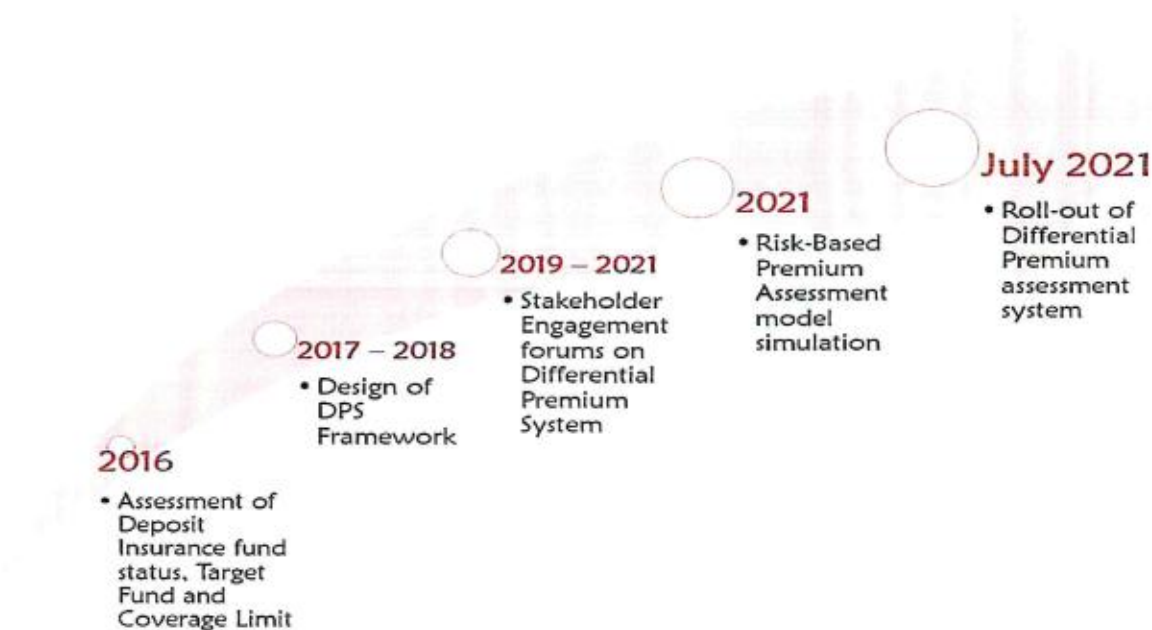 2016
• Assessment of
Deposit
Insurance fund
status, Target
Fund and
Coverage Limit
2017 – 2018
• Design of
DPS
Framework
2019 – 2021
• Stakeholder
Engagement
forums on
Differential
Premium
System
2021
• Risk-Based
Premium
Assessment
model
simulation
July 2021
• Roll-out of
Differential
Premium
assessment
system